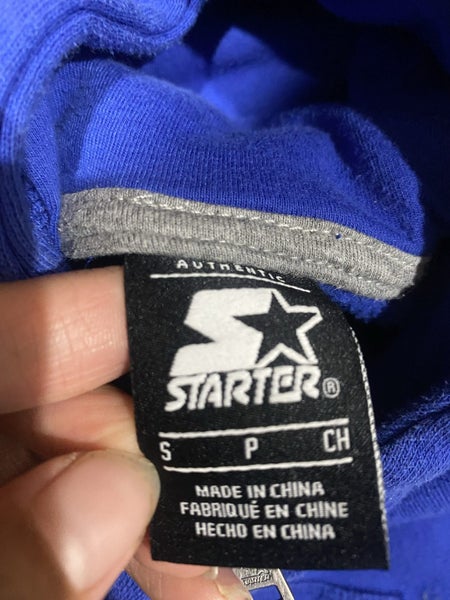 AUTHENTIC
STARTER®
S P CH
MADE IN CHINA
FABRIQUÉ EN CHINE
HECHO EN CHINA